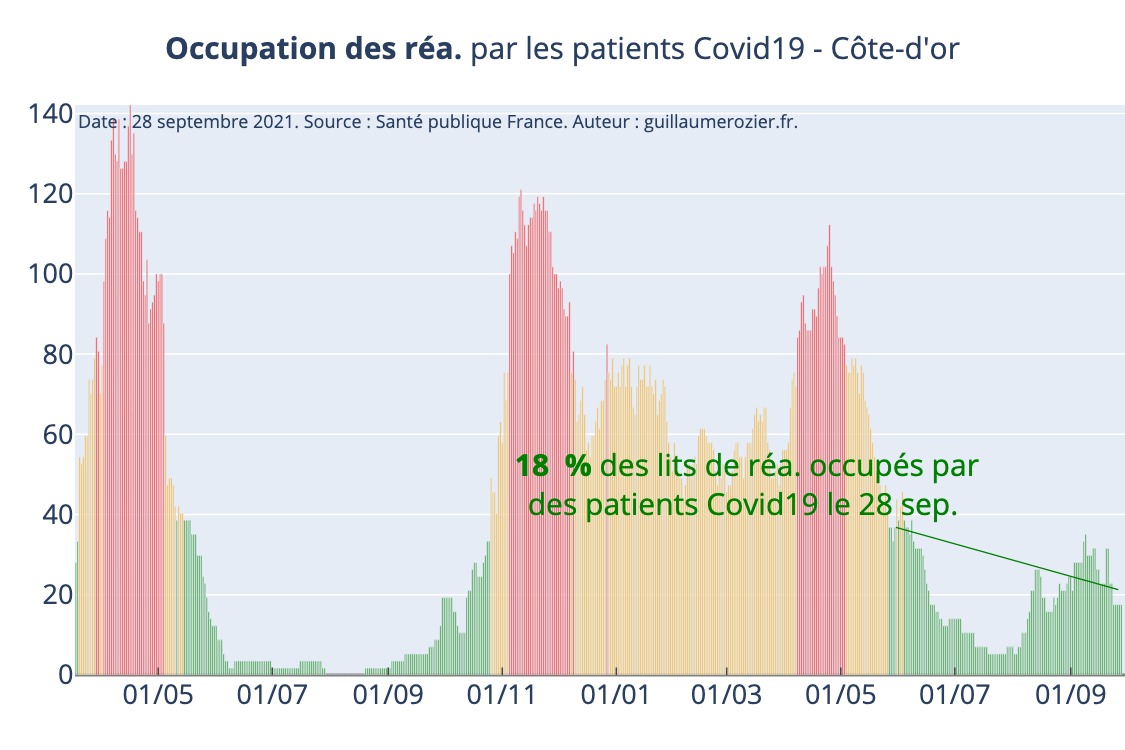 Occupation des réa. par les patients Covid19 - Côte-d'or
140
Date : 28 septembre 2021. Source : Santé publique France. Auteur : guillaumerozier.fr.
120
100
80
60
18 % des lits de réa. occupés par
des patients Covid19 le 28 sep.
40
20
0
01/05 01/07 01/09 01/11 01/01 01/03 01/05 01/07 01/09